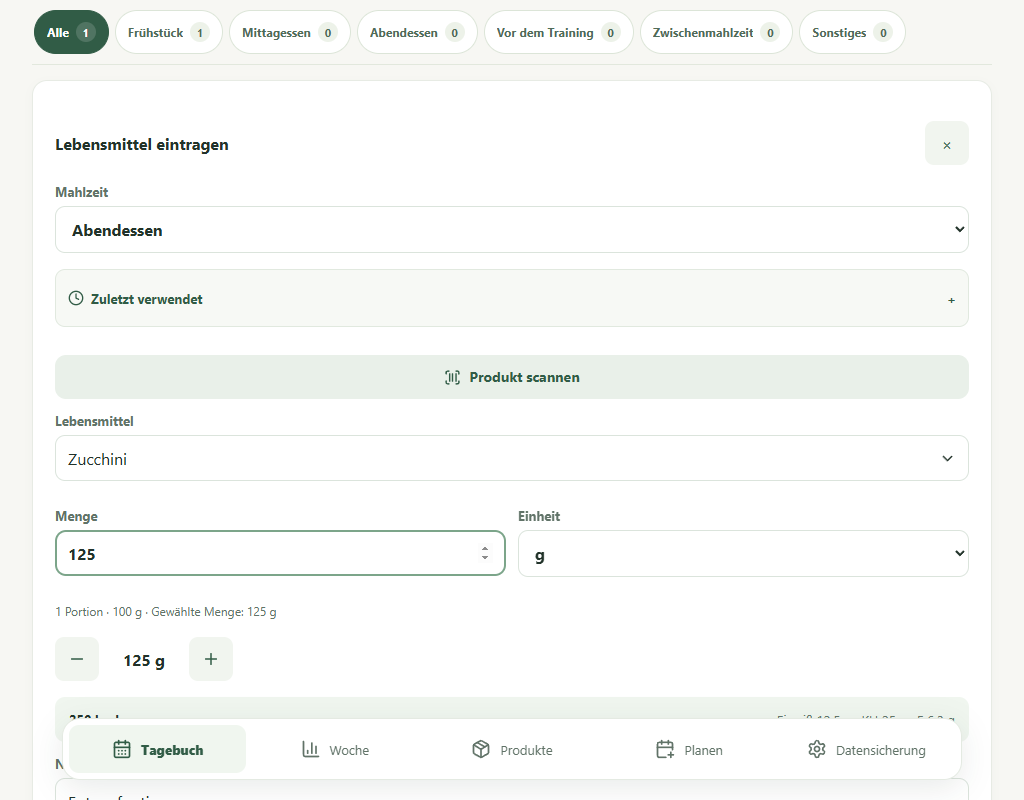 Alle 1 Frühstück 1 Mittagessen 0 Abendessen 0 Vor dem Training 0 Zwischenmahlzeit 0 Sonstiges 0
Lebensmittel eintragen
×
Mahlzeit
Abendessen
Zuletzt verwendet +
Produkt scannen
Lebensmittel
Zucchini
Menge Einheit
125 g
1 Portion · 100 g · Gewählte Menge: 125 g
− 125 g +
Tagebuch Woche Produkte Planen Datensicherung